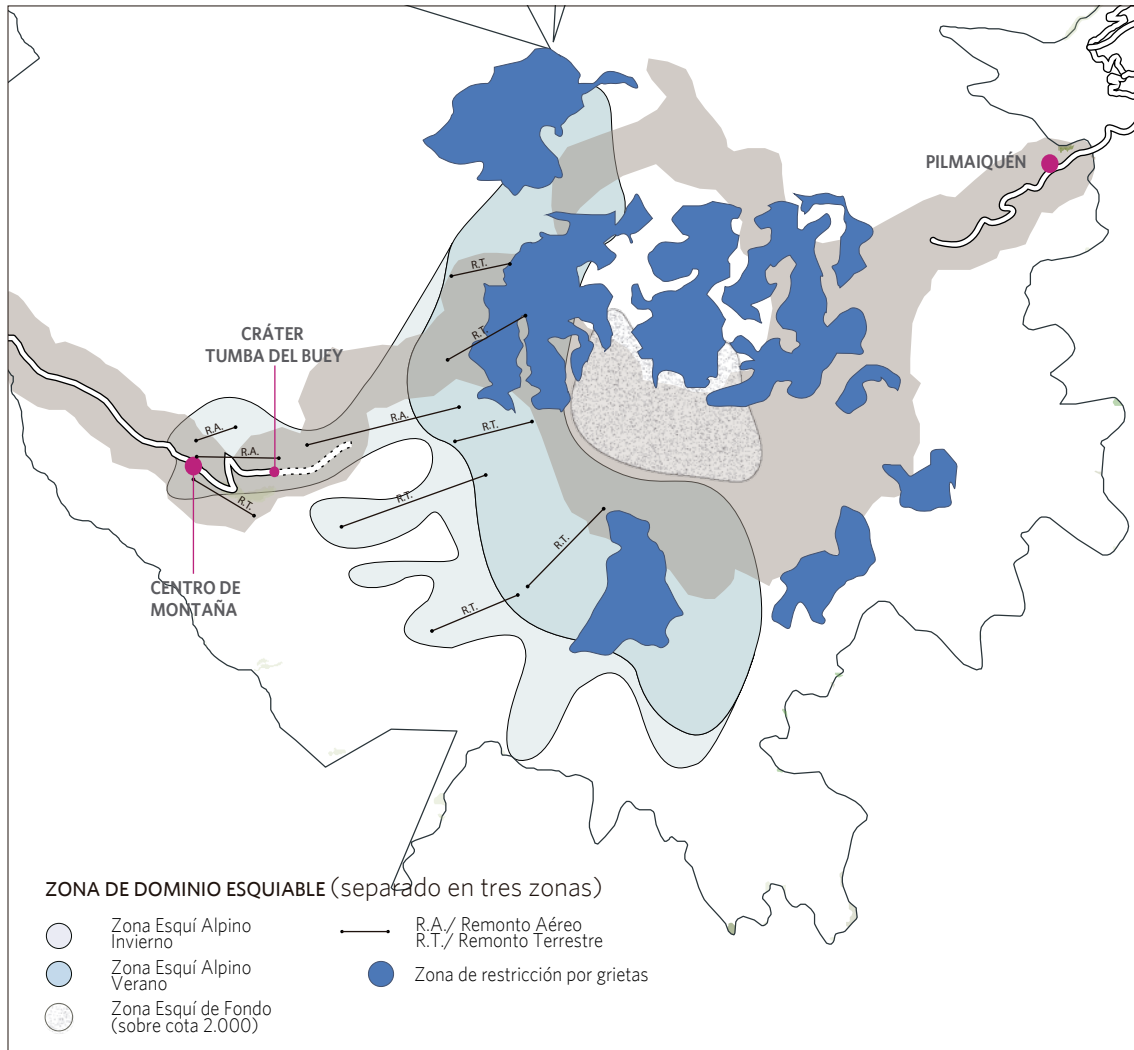 PILMAIQUÉN
R.T.
R.T.
CRÁTER
TUMBA DEL BUEY
R.A.
R.A.
R.T.
R.A.
R.T.
R.T.
R.T.
R.T.
CENTRO DE
MONTAÑA
ZONA DE DOMINIO ESQUIABLE (separado en tres zonas)
Zona Esquí Alpino
Invierno
Zona Esquí Alpino
Verano
Zona Esquí de Fondo
(sobre cota 2.000)
R.A./ Remonto Aéreo
R.T./ Remonto Terrestre
Zona de restricción por grietas